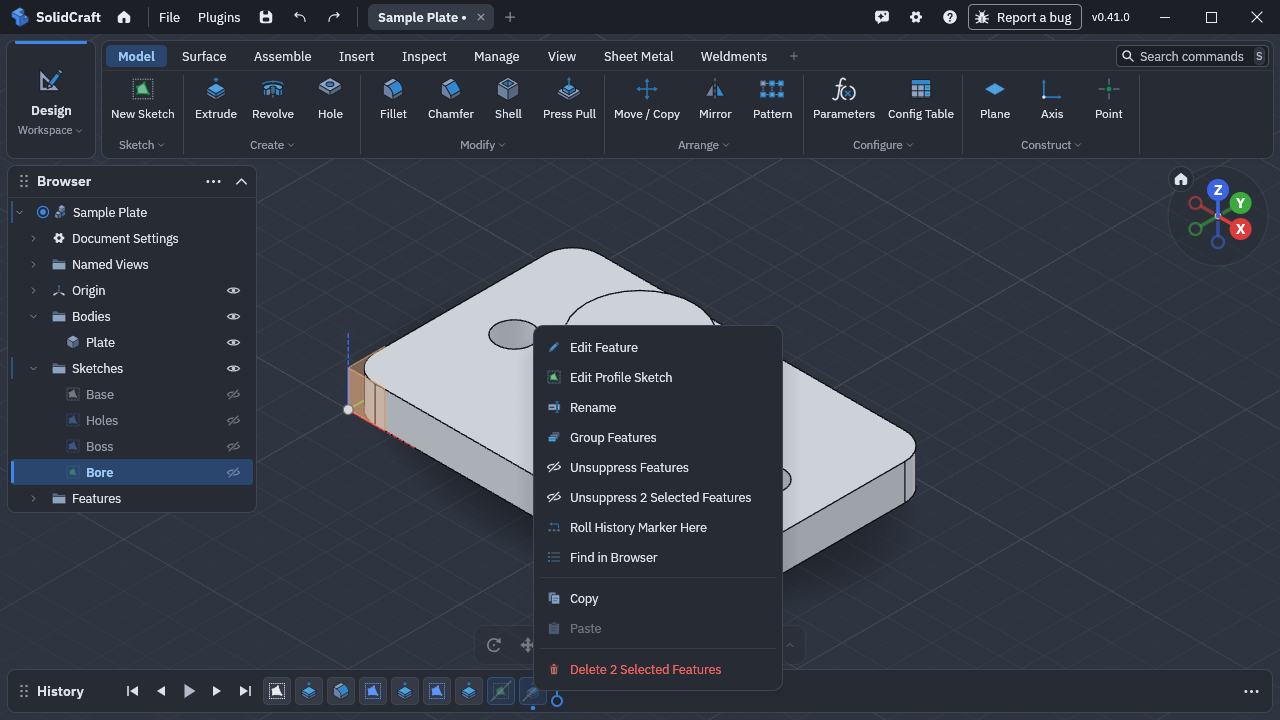 SolidCraft
File
Plugins
Sample Plate •
Report a bug
v0.41.0
Design
Workspace
Model
Surface
Assemble
Insert
Inspect
Manage
View
Sheet Metal
Weldments
Search commands
S
New Sketch
Extrude
Revolve
Hole
Fillet
Chamfer
Shell
Press Pull
Move / Copy
Mirror
Pattern
Parameters
Config Table
Plane
Axis
Point
Sketch
Create
Modify
Arrange
Configure
Construct
Browser
Sample Plate
Document Settings
Named Views
Origin
Bodies
Plate
Sketches
Base
Holes
Boss
Bore
Features
Z
Y
X
Edit Feature
Edit Profile Sketch
Rename
Group Features
Unsuppress Features
Unsuppress 2 Selected Features
Roll History Marker Here
Find in Browser
Copy
Paste
Delete 2 Selected Features
History